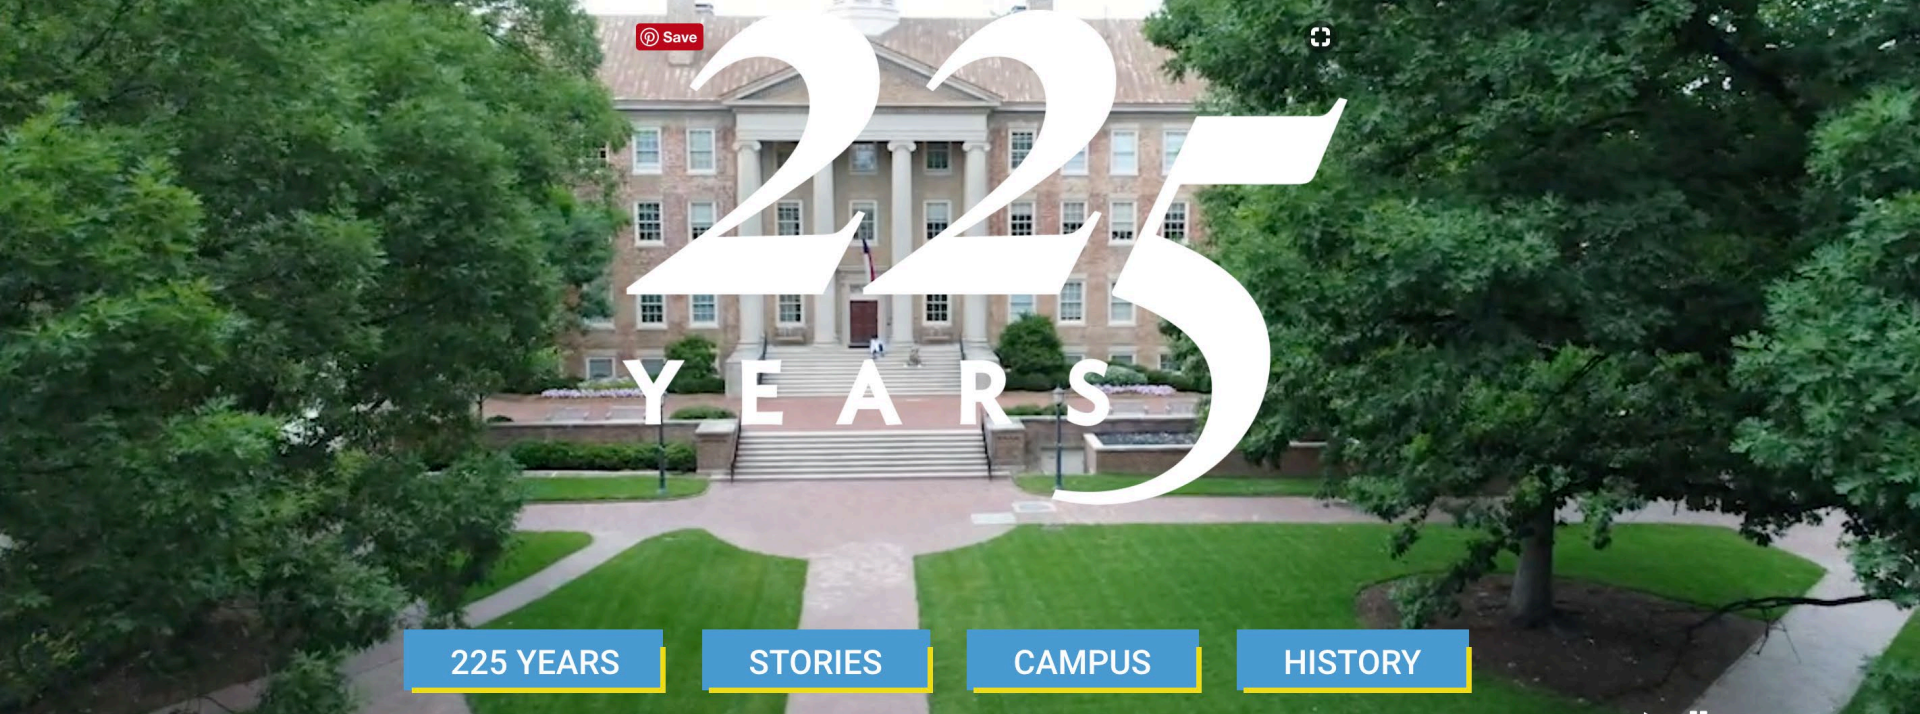 Save
225
YEARS
225 YEARS
STORIES
CAMPUS
HISTORY